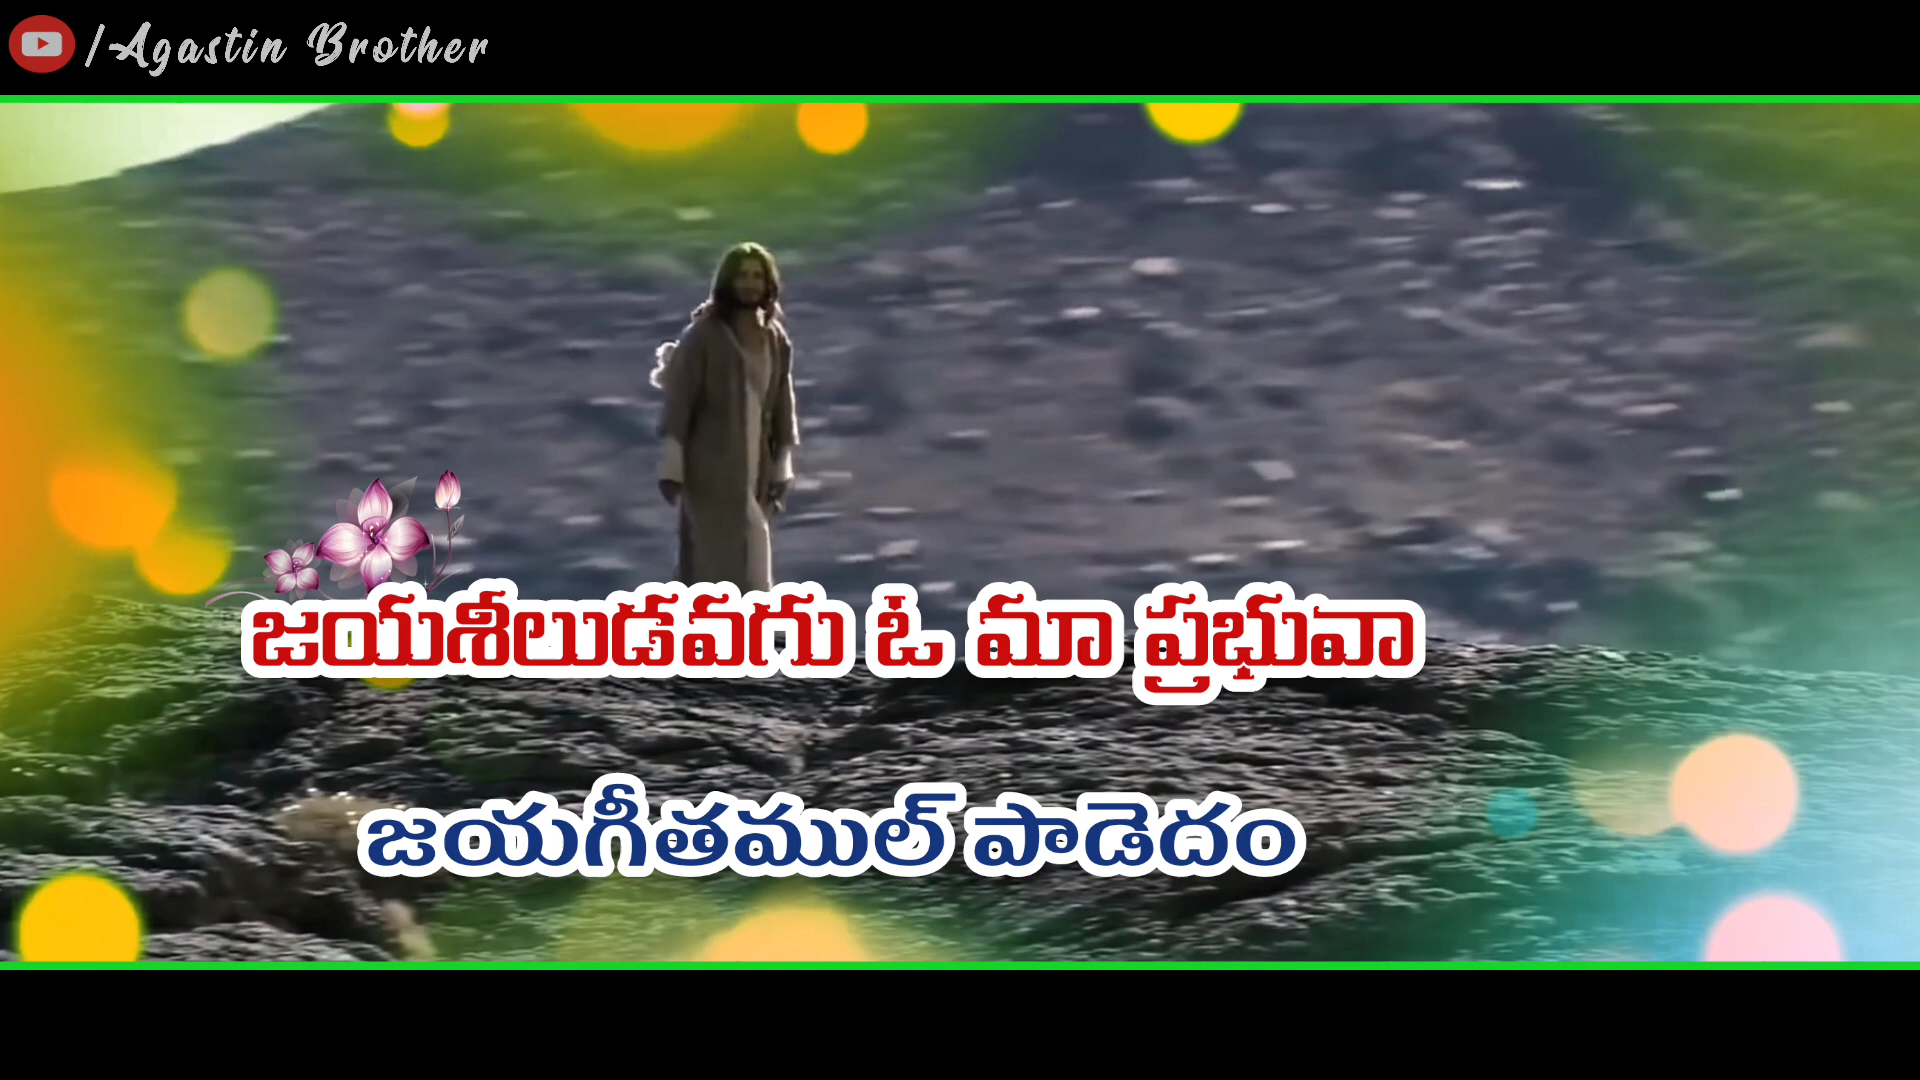 /Agastin Brother
జయశీలుడవగు ఓ మా ప్రభువా
జయగీతముల్ పాడెదం